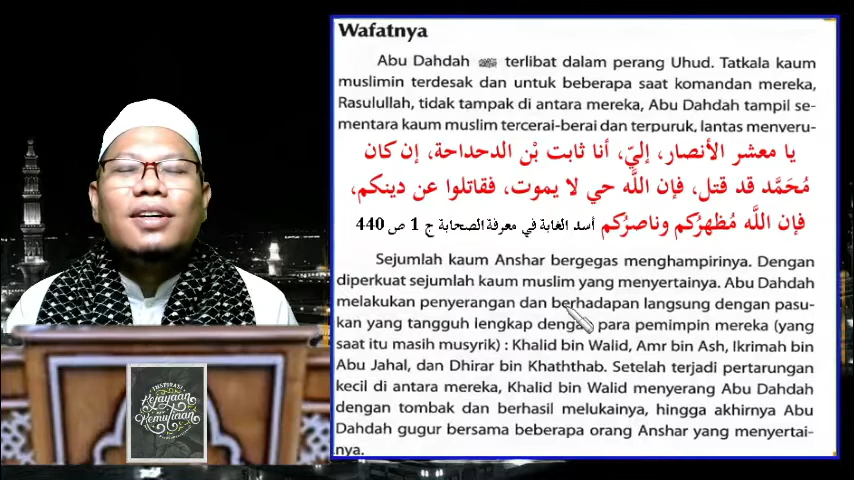 Wafatnya
Abu Dahdah terlibat dalam perang Uhud. Tatkala kaum
muslimin terdesak dan untuk beberapa saat komandan mereka,
Rasulullah, tidak tampak di antara mereka, Abu Dahdah tampil se-
mentara kaum muslim tercerai-berai dan terpuruk, lantas menyeru-
يا معشر الأنصار، إليّ، أنا ثابت بْن الدحداحة، إن كان
مُحَمَّد قد قتل، فإن اللَّه حي لا يموت، فقاتلوا عن دينكم،
فإن الله مُظهرُكم وناصرُكم أسد الغابة في معرفة الصحابة ج 1 ص 440
Sejumlah kaum Anshar bergegas menghampirinya. Dengan
diperkuat sejumlah kaum muslim yang menyertainya. Abu Dahdah
melakukan penyerangan dan berhadapan langsung dengan pasu-
kan yang tangguh lengkap dengan para pemimpin mereka (yang
saat itu masih musyrik) : Khalid bin Walid, Amr bin Ash, Ikrimah bin
Abu Jahal, dan Dhirar bin Khaththab. Setelah terjadi pertarungan
kecil di antara mereka, Khalid bin Walid menyerang Abu Dahdah
dengan tombak dan berhasil melukainya, hingga akhirnya Abu
Dahdah gugur bersama beberapa orang Anshar yang menyertai-
nya.
INSPIRASI
Kejayaan
Kemuliaan